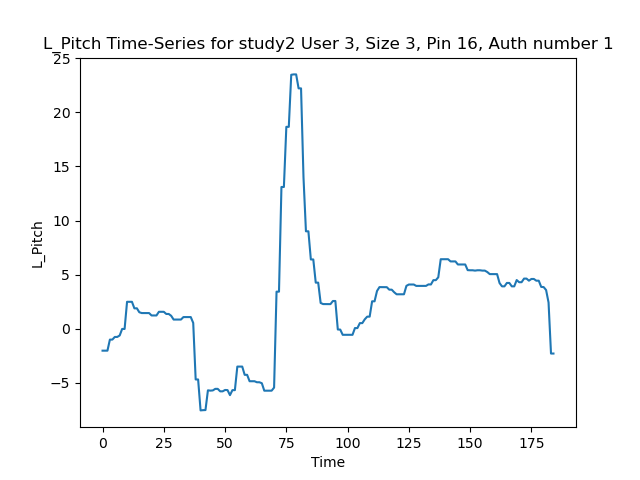 L_Pitch Time-Series for study2 User 3, Size 3, Pin 16, Auth number 1
25
20
15
10
5
0
−5
L_Pitch
0 25 50 75 100 125 150 175
Time